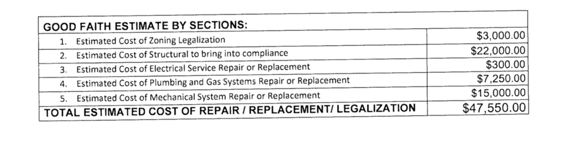 GOOD FAITH ESTIMATE BY SECTIONS:
1. Estimated Cost of Zoning Legalization $3,000.00
2. Estimated Cost of Structural to bring into compliance $22,000.00
3. Estimated Cost of Electrical Service Repair or Replacement $300.00
4. Estimated Cost of Plumbing and Gas Systems Repair or Replacement $7,250.00
5. Estimated Cost of Mechanical System Repair or Replacement $15,000.00
TOTAL ESTIMATED COST OF REPAIR / REPLACEMENT/ LEGALIZATION $47,550.00